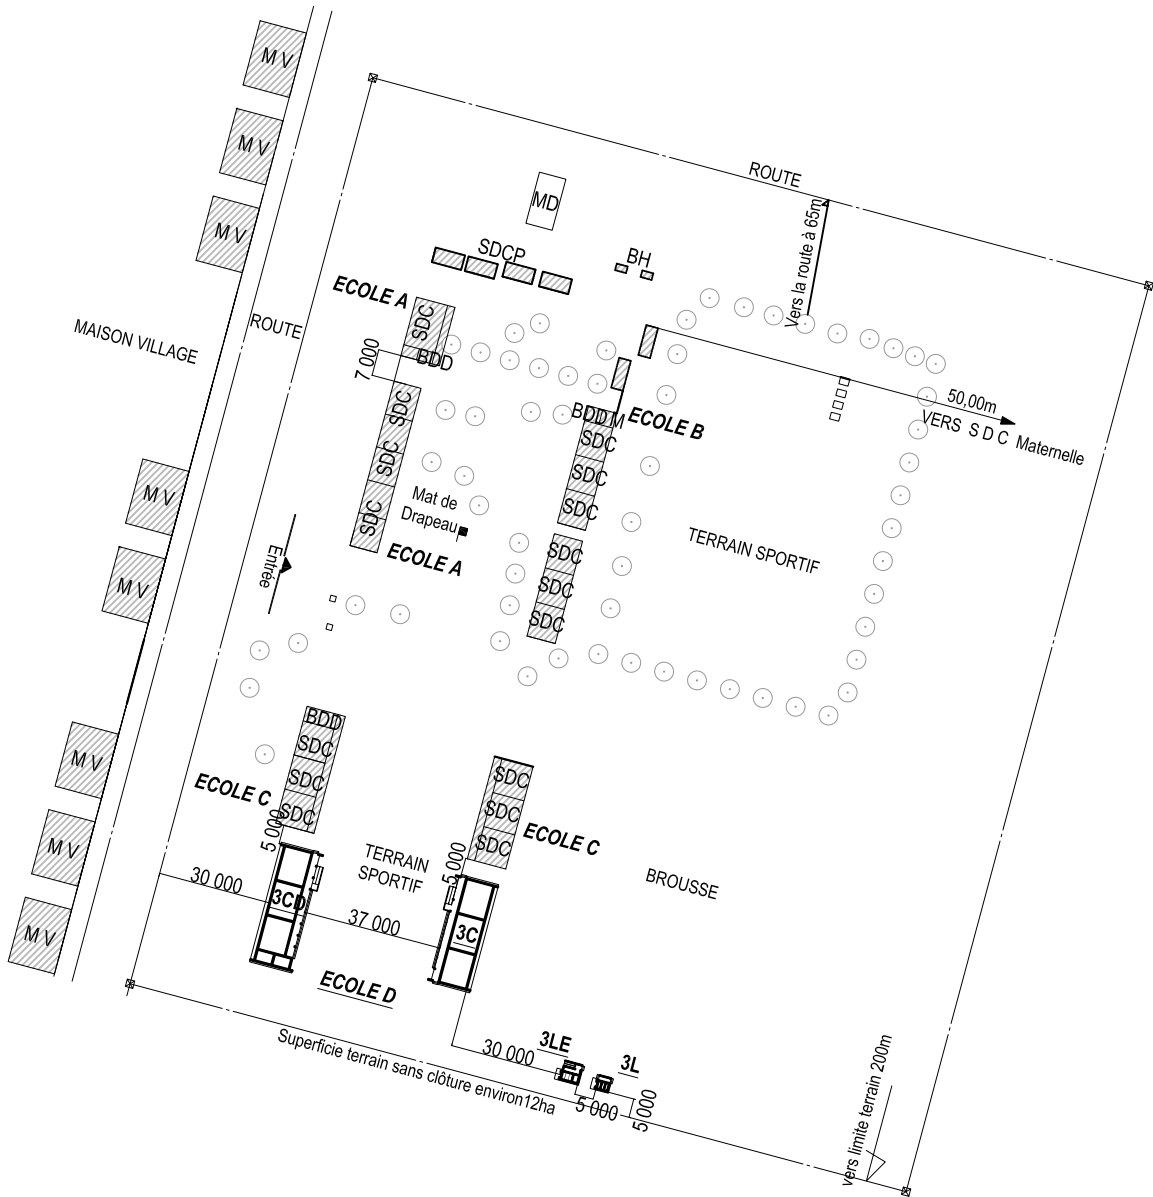 M V
M V
M V
MAISON VILLAGE
ROUTE
ROUTE
MD
SDCP
BH
Vers la route à 65m
ECOLE A
SDC
BDD
7 000
SDC
SDC
SDC
Mat de
Drapeau
ECOLE A
BDD M
ECOLE B
SDC
SDC
SDC
SDC
SDC
SDC
50,00m
VERS S D C Maternelle
TERRAIN SPORTIF
M V
M V
Entrée
BDD
SDC
SDC
SDC
ECOLE C
5 000
SDC
SDC
SDC
ECOLE C
5 000
TERRAIN
SPORTIF
BROUSSE
M V
M V
M V
30 000
3CD
37 000
3C
ECOLE D
3LE
3L
30 000
5 000
5 000
Superficie terrain sans clôture environ12ha
vers limite terrain 200m